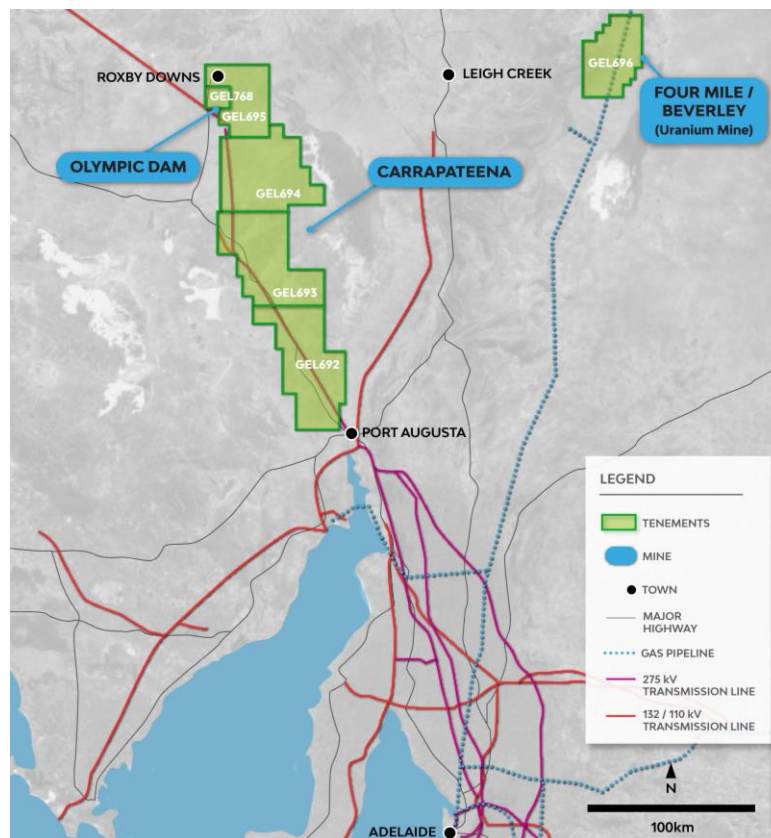 ROXBY DOWNS
GEL768
GEL695
OLYMPIC DAM
LEIGH CREEK
GEL696
FOUR MILE /
BEVERLEY
(Uranium Mine)
CARRAPATEENA
GEL694
GEL693
GEL692
PORT AUGUSTA
LEGEND
TENEMENTS
MINE
TOWN
MAJOR
HIGHWAY
GAS PIPELINE
275 kV
TRANSMISSION LINE
132 / 110 kV
TRANSMISSION LINE
N
100km
ADELAIDE